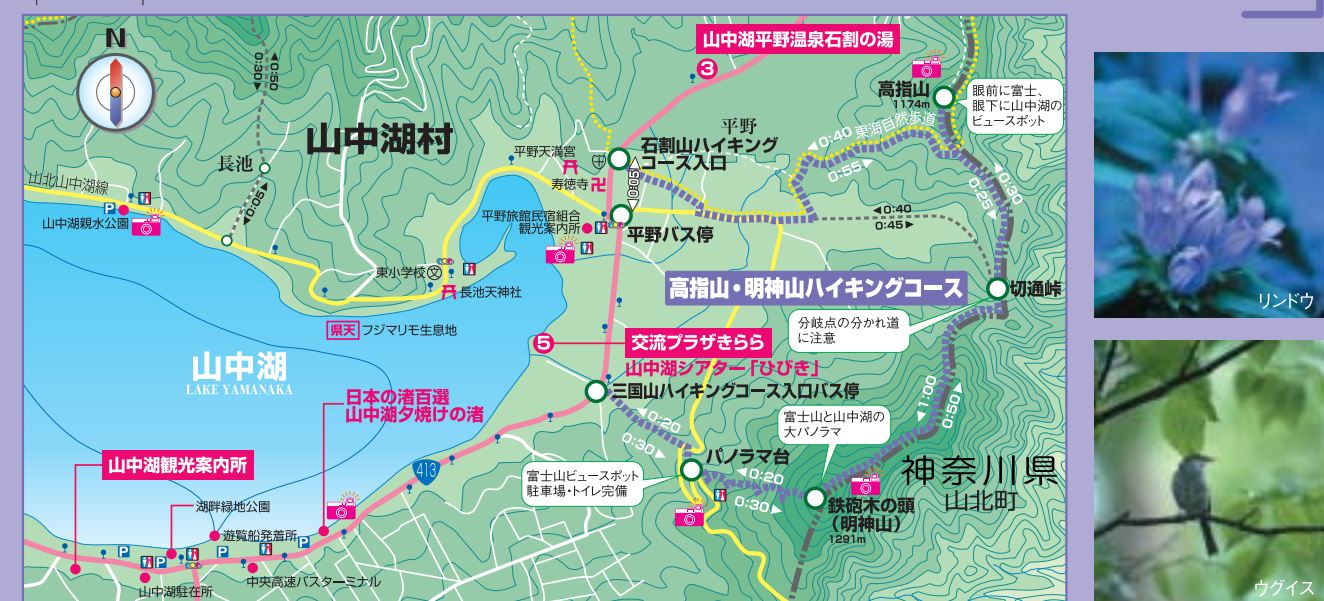 N
山中湖平野温泉石割の湯
3
高指山
1174m
眼前に富士、
眼下に山中湖の
ビュースポット
0:30▶
◀0:50
山中湖村
平野
石割山ハイキング
コース入口
◀0:40 東海自然歩道
0:55▶
平野天満宮
寿徳寺
長池
山北山中湖線
◀0:05▶
◀0:05▶
0:30
0:25
P
山中湖親水公園
平野旅館民宿組合
観光案内所
平野バス停
◀0:40
0:45▶
東小学校
文
長池天神社
高指山・明神山ハイキングコース
切通峠
県天 フジマリモ生息地
分岐点の分かれ道
に注意
5
交流プラザきらら
山中湖シアター「ひびき」
山中湖
LAKE YAMANAKA
三国山ハイキングコース入口バス停
日本の渚百選
山中湖夕焼けの渚
◀0:20
0:30▶
富士山と山中湖の
大パノラマ
◀1:00
0:50▶
山中湖観光案内所
413
パノラマ台
富士山ビュースポット
駐車場・トイレ完備
◀0:20
0:30▶
神奈川県
山北町
鉄砲木の頭
(明神山)
1291m
湖畔緑地公園
遊覧船発着所
P
P
P
P
中央高速バスターミナル
山中湖駐在所
リンドウ
ウグイス